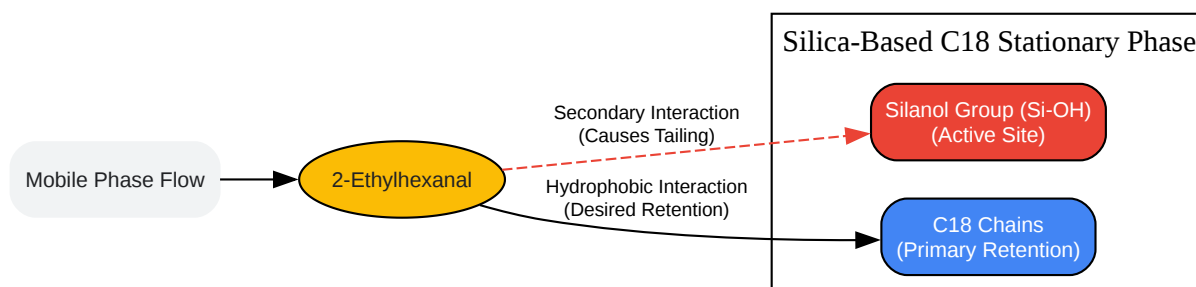 Silica-Based C18 Stationary Phase
Silanol Group (Si-OH)
(Active Site)
Secondary Interaction
(Causes Tailing)
Mobile Phase Flow
2-Ethylhexanal
Hydrophobic Interaction
(Desired Retention)
C18 Chains
(Primary Retention)